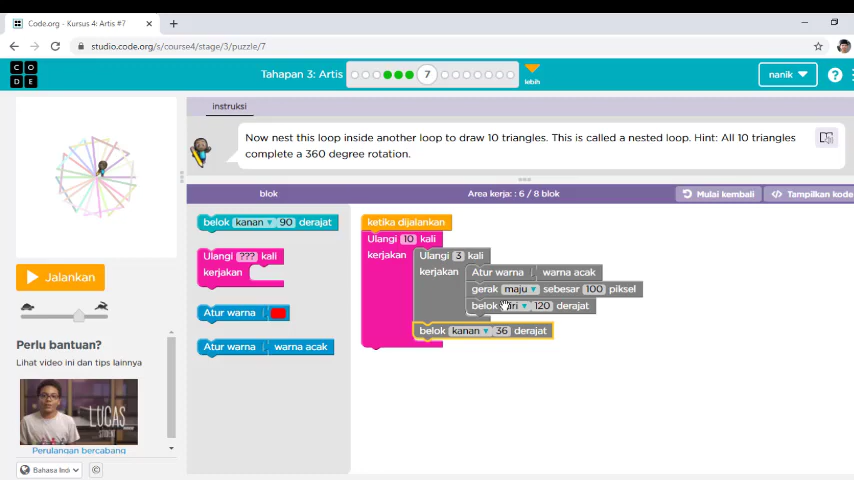 Code.org - Kursus 4: Artis #7
studio.code.org/s/course4/stage/3/puzzle/7
C O
D E
Tahapan 3: Artis
7
lebih
nanik
?
instruksi
Now nest this loop inside another loop to draw 10 triangles. This is called a nested loop. Hint: All 10 triangles
complete a 360 degree rotation.
blok
Area kerja : 6 / 8 blok
Mulai kembali
</> Tampilkan kode
belok kanan 90 derajat
Ulangi ??? kali
kerjakan
Atur warna
Atur warna warna acak
ketika dijalankan
Ulangi 10 kali
kerjakan
Ulangi 3 kali
kerjakan
Atur warna warna acak
gerak maju sebesar 100 piksel
belok kiri 120 derajat
belok kanan 36 derajat
Jalankan
Perlu bantuan?
Lihat video ini dan tips lainnya
LUCAS
STUDENT
Perulangan bercabang
Bahasa Ind
©